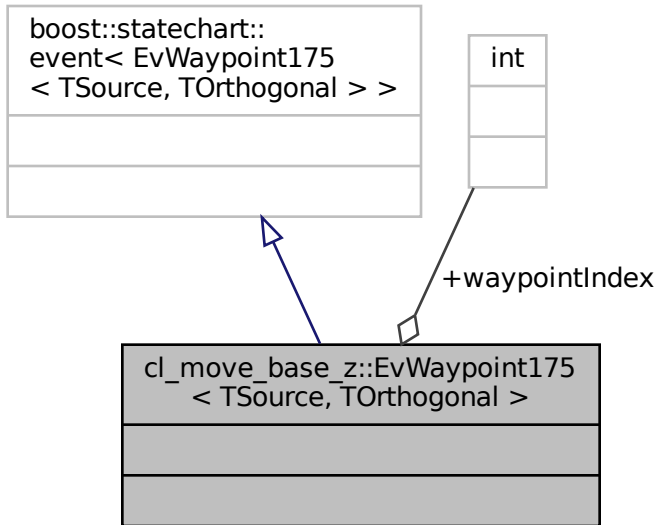 boost::statechart::
event< EvWaypoint175
< TSource, TOrthogonal > >
int
+waypointIndex
cl_move_base_z::EvWaypoint175
< TSource, TOrthogonal >